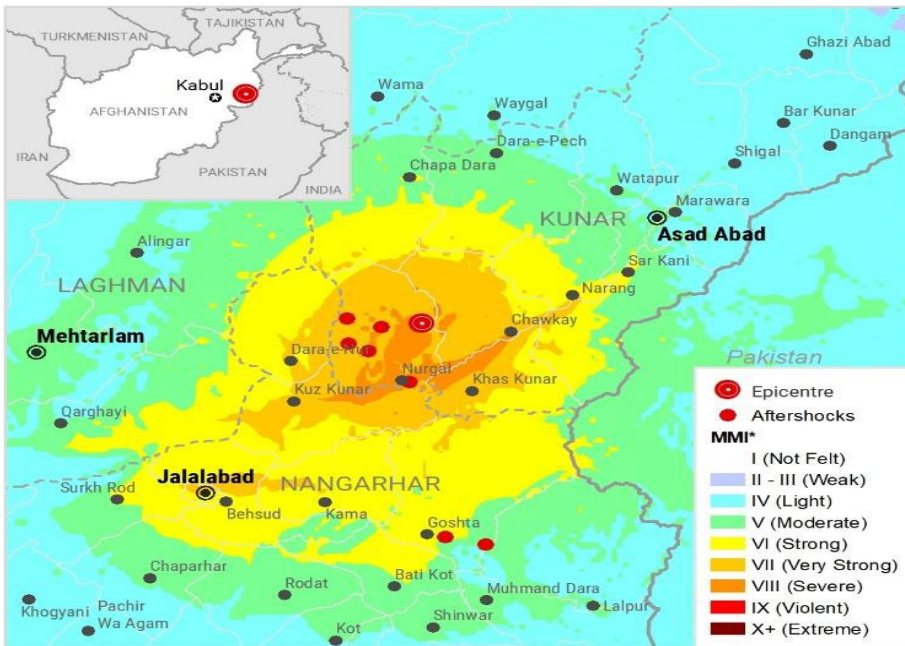 TURKMENISTAN
TAJIKISTAN
Kabul
AFGHANISTAN
IRAN
PAKISTAN
INDIA
Ghazi Abad
Wama
Waygal
Bar Kunar
Dara-e-Pech
Dangam
Shigal
Chapa Dara
Watapur
Marawara
KUNAR
Asad Abad
Alingar
Sar Kani
LAGHMAN
Narang
Mehtarlam
Chawkay
Dara-e-Nur
Pakistan
Nurgal
Kuz Kunar
Khas Kunar
Qarghayi
Jalalabad
NANGARHAR
Surkh Rod
Behsud
Kama
Goshta
Chaparhar
Rodat
Bati Kot
Muhmand Dara
Lalpur
Khogyani
Pachir
Wa Agam
Shinwar
Kot
Epicentre
Aftershocks
MMI*
I (Not Felt)
II - III (Weak)
IV (Light)
V (Moderate)
VI (Strong)
VII (Very Strong)
VIII (Severe)
IX (Violent)
X+ (Extreme)